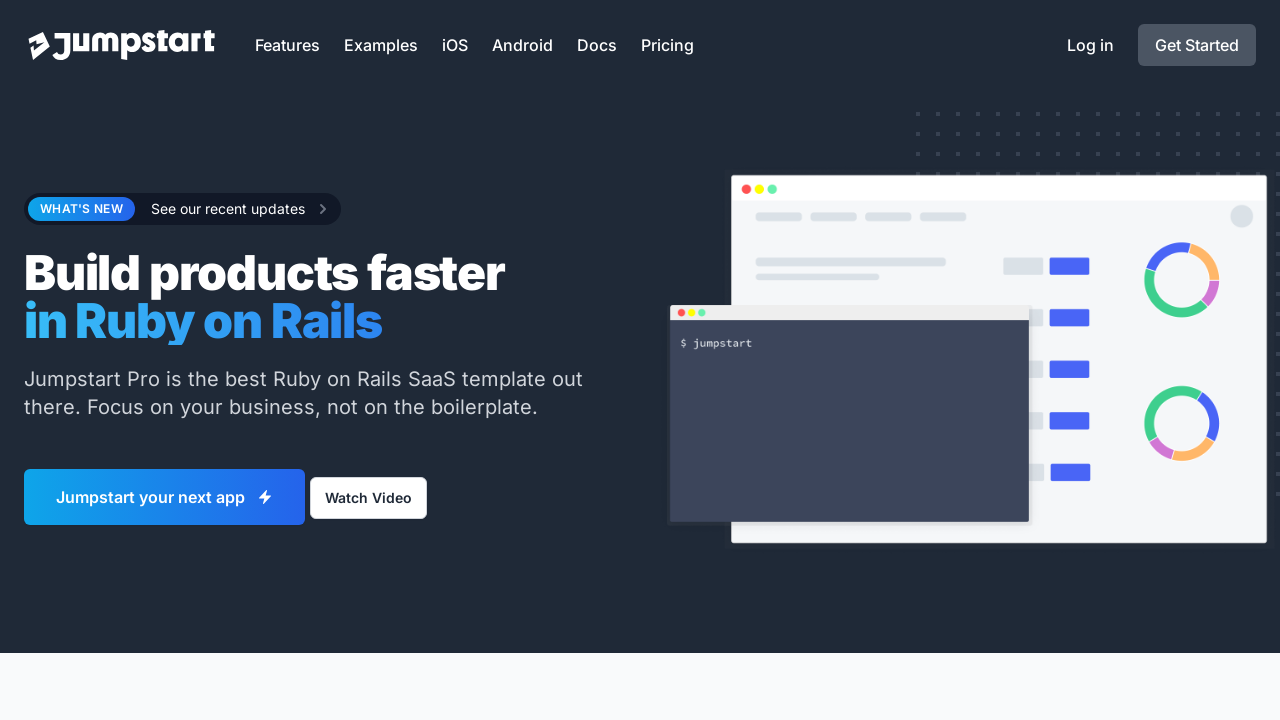 Jumpstart
Features Examples iOS Android Docs Pricing
Log in Get Started
WHAT'S NEW See our recent updates
Build products faster
in Ruby on Rails
Jumpstart Pro is the best Ruby on Rails SaaS template out
there. Focus on your business, not on the boilerplate.
Jumpstart your next app
Watch Video
$ jumpstart